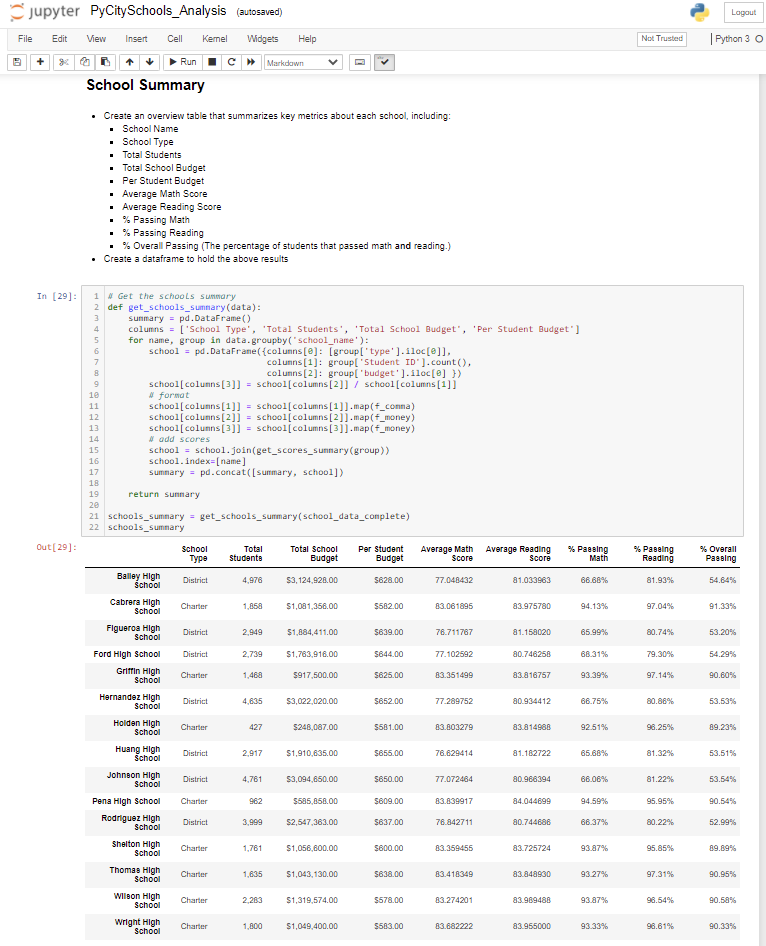 jupyter PyCitySchools_Analysis (autosaved)
Logout
File Edit View Insert Cell Kernel Widgets Help
Not Trusted
Python 3
Run
Markdown
School Summary
Create an overview table that summarizes key metrics about each school, including:
School Name
School Type
Total Students
Total School Budget
Per Student Budget
Average Math Score
Average Reading Score
% Passing Math
% Passing Reading
% Overall Passing (The percentage of students that passed math and reading.)
Create a dataframe to hold the above results
In [29]:
1 # Get the schools summary
2 def get_schools_summary(data):
3 summary = pd.DataFrame()
4 columns = ['School Type', 'Total Students', 'Total School Budget', 'Per Student Budget']
5 for name, group in data.groupby('school_name'):
6 school = pd.DataFrame({columns[0]: [group['type'].iloc[0]],
7 columns[1]: group['Student ID'].count(),
8 columns[2]: group['budget'].iloc[0] })
9 school[columns[3]] = school[columns[2]] / school[columns[1]]
10 # format
11 school[columns[1]] = school[columns[1]].map(f_comma)
12 school[columns[2]] = school[columns[2]].map(f_money)
13 school[columns[3]] = school[columns[3]].map(f_money)
14 # add scores
15 school = school.join(get_scores_summary(group))
16 school.index=[name]
17 summary = pd.concat([summary, school])
18
19 return summary
20
21 schools_summary = get_schools_summary(school_data_complete)
22 schools_summary
Out[29]:
School Type Total Students Total School Budget Per Student Budget Average Math Score Average Reading Score % Passing Math % Passing Reading % Overall Passing
Bailey High School District 4,976 $3,124,928.00 $628.00 77.048432 81.033963 66.68% 81.93% 54.64%
Cabrera High School Charter 1,858 $1,081,356.00 $582.00 83.061895 83.975780 94.13% 97.04% 91.33%
Figueroa High School District 2,949 $1,884,411.00 $639.00 76.711767 81.158020 65.99% 80.74% 53.20%
Ford High School District 2,739 $1,763,916.00 $644.00 77.102592 80.746258 68.31% 79.30% 54.29%
Griffin High School Charter 1,468 $917,500.00 $625.00 83.351499 83.816757 93.39% 97.14% 90.60%
Hernandez High School District 4,635 $3,022,020.00 $652.00 77.289752 80.934412 66.75% 80.86% 53.53%
Holden High School Charter 427 $248,087.00 $581.00 83.803279 83.814988 92.51% 96.25% 89.23%
Huang High School District 2,917 $1,910,635.00 $655.00 76.629414 81.182722 65.68% 81.32% 53.51%
Johnson High School District 4,761 $3,094,650.00 $650.00 77.072464 80.966394 66.06% 81.22% 53.54%
Pena High School Charter 962 $585,858.00 $609.00 83.839917 84.044699 94.59% 95.95% 90.54%
Rodriguez High School District 3,999 $2,547,363.00 $637.00 76.842711 80.744686 66.37% 80.22% 52.99%
Shelton High School Charter 1,761 $1,056,600.00 $600.00 83.359455 83.725724 93.87% 95.85% 89.89%
Thomas High School Charter 1,635 $1,043,130.00 $638.00 83.418349 83.848930 93.27% 97.31% 90.95%
Wilson High School Charter 2,283 $1,319,574.00 $578.00 83.274201 83.989488 93.87% 96.54% 90.58%
Wright High School Charter 1,800 $1,049,400.00 $583.00 83.682222 83.955000 93.33% 96.61% 90.33%